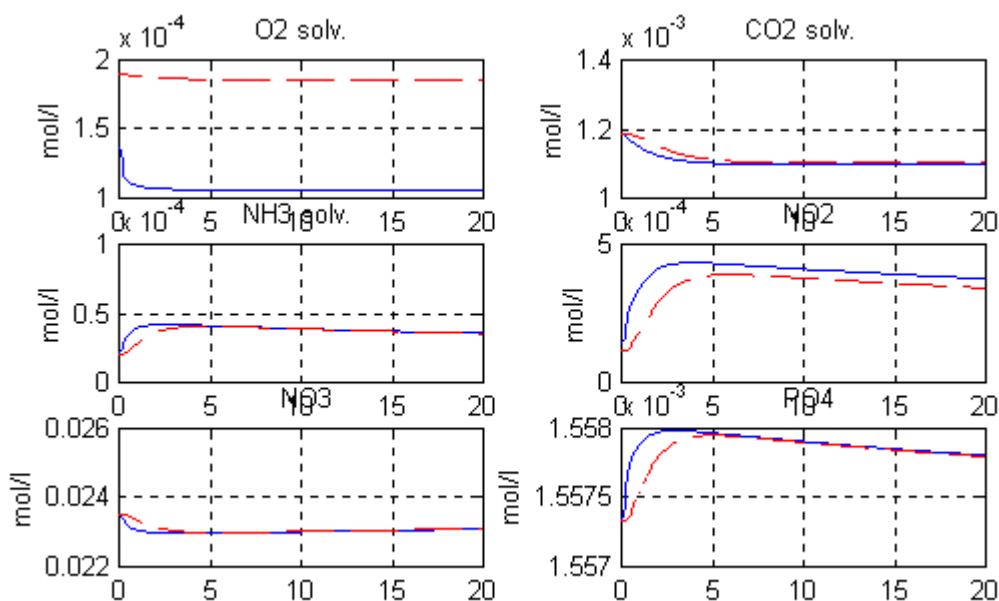 x 10^-4 O2 solv.
x 10^-3 CO2 solv.
2
1.5
1
mol/l
0 5 10 15 20
1.4
1.2
1
mol/l
0 5 10 15 20
x 10^-4 NH3 solv.
x 10^-4 NO2
1
0.5
0
mol/l
0 5 10 15 20
5
0
mol/l
0 5 10 15 20
NO3
x 10^-3 PO4
0.026
0.024
0.022
mol/l
0 5 10 15 20
1.558
1.5575
1.557
mol/l
0 5 10 15 20